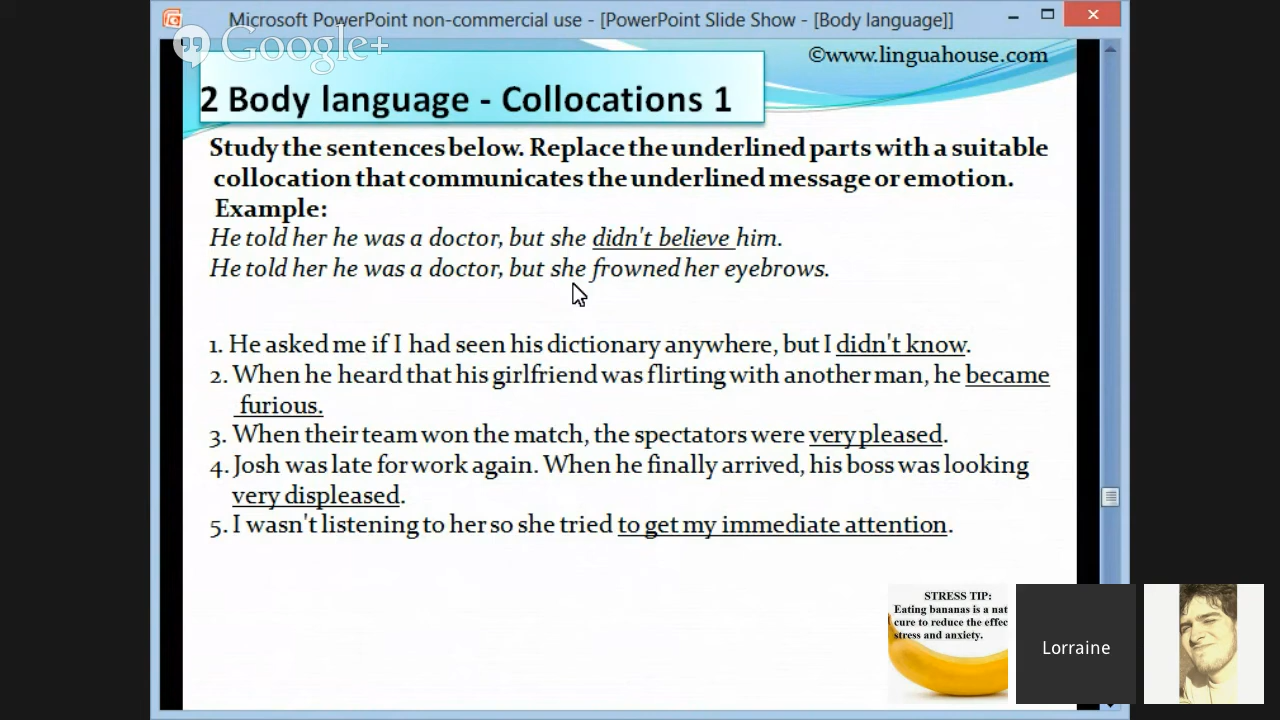 Microsoft PowerPoint non-commercial use - [PowerPoint Slide Show - [Body language]]
Google+
©www.linguahouse.com
2 Body language - Collocations 1
Study the sentences below. Replace the underlined parts with a suitable
collocation that communicates the underlined message or emotion.
Example:
He told her he was a doctor, but she didn't believe him.
He told her he was a doctor, but she frowned her eyebrows.
1. He asked me if I had seen his dictionary anywhere, but I didn't know.
2. When he heard that his girlfriend was flirting with another man, he became
furious.
3. When their team won the match, the spectators were very pleased.
4. Josh was late for work again. When he finally arrived, his boss was looking
very displeased.
5. I wasn't listening to her so she tried to get my immediate attention.
STRESS TIP:
Eating bananas is a nat
cure to reduce the effec
stress and anxiety.
Lorraine